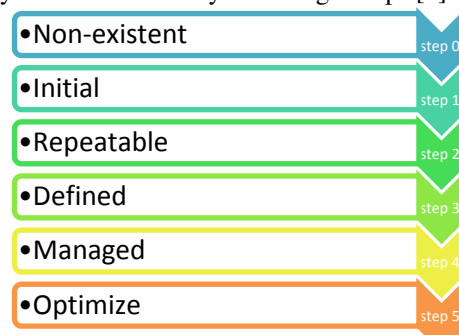 •Non-existent
step 0
•Initial
step 1
•Repeatable
step 2
•Defined
step 3
•Managed
step 4
•Optimize
step 5